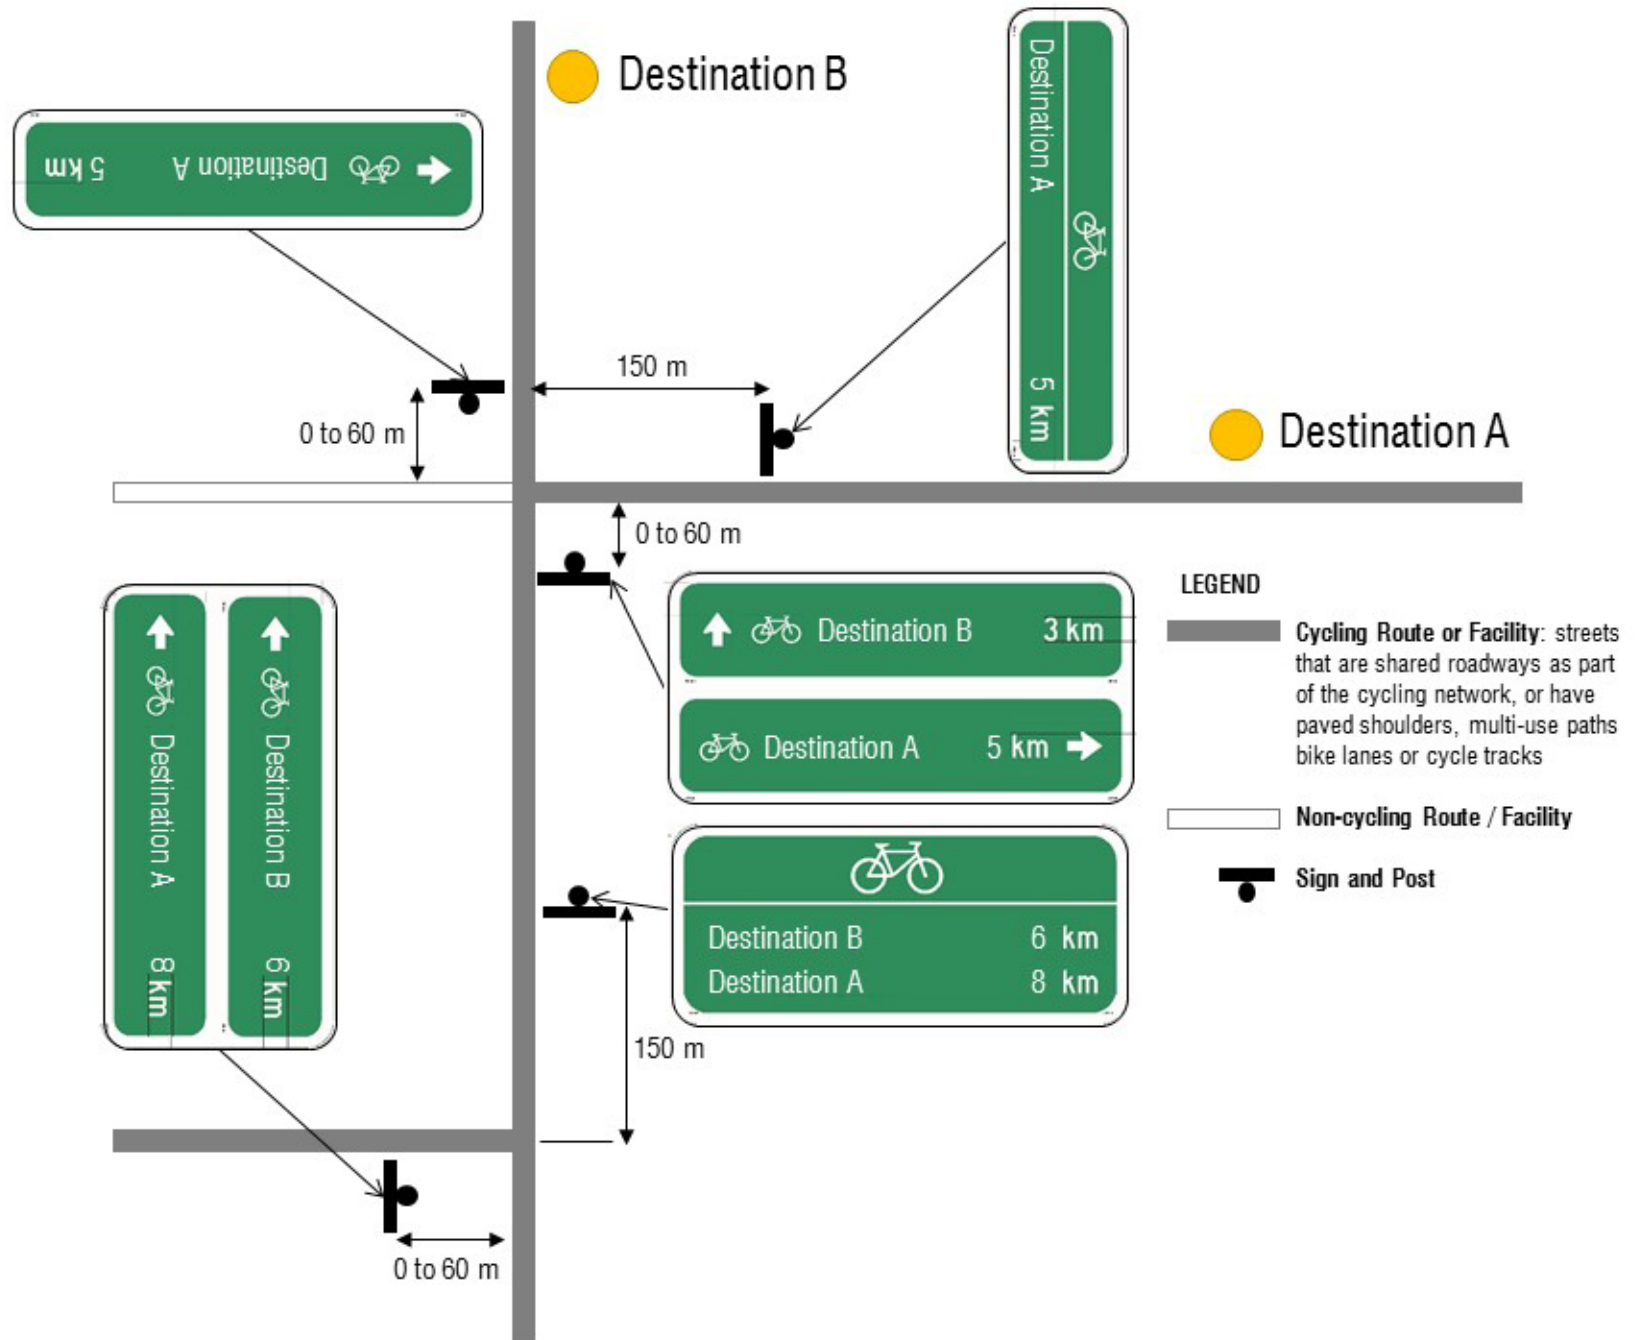 Destination B
Destination A 5 km
Destination A 5 km
150 m
0 to 60 m
Destination A
0 to 60 m
Destination B 3 km
Destination A 5 km
LEGEND
Cycling Route or Facility: streets
that are shared roadways as part
of the cycling network, or have
paved shoulders, multi-use paths
bike lanes or cycle tracks
Non-cycling Route / Facility
Sign and Post
Destination B 6 km
Destination A 8 km
Destination B 6 km
Destination A 8 km
150 m
0 to 60 m